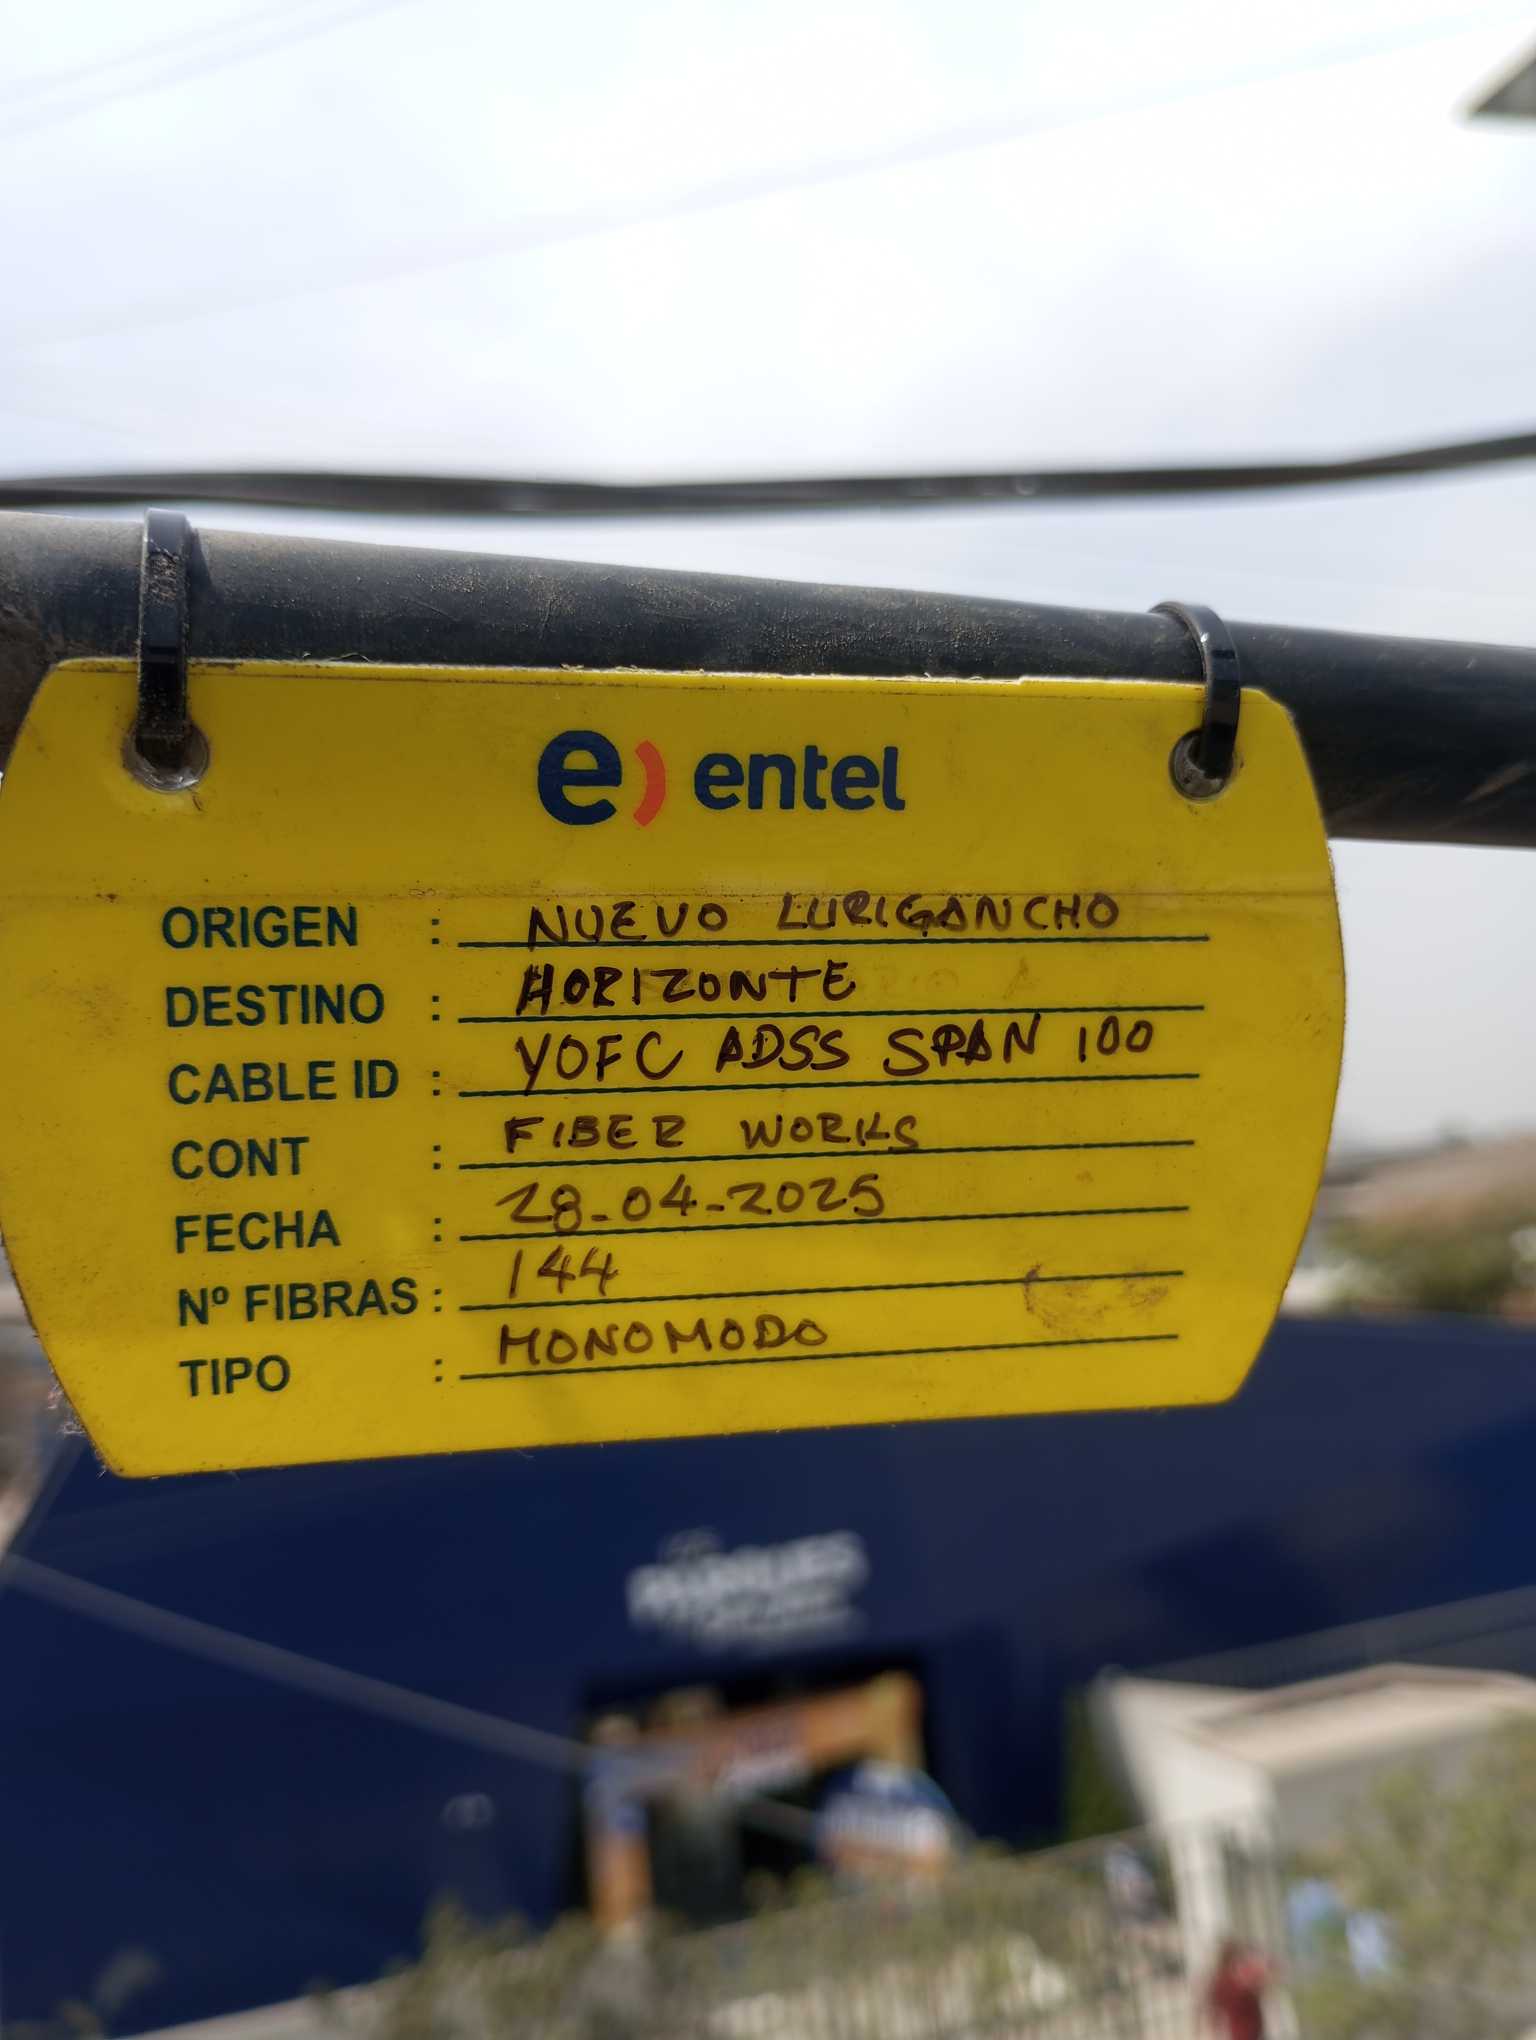 e) entel
ORIGEN : NUEVO LURIGANCHO
DESTINO : HORIZONTE
CABLE ID : YOFC ADSS SPAN 100
CONT : FIBER WORKS
FECHA : 28-04-2025
Nº FIBRAS : 144
TIPO : MONOMODO